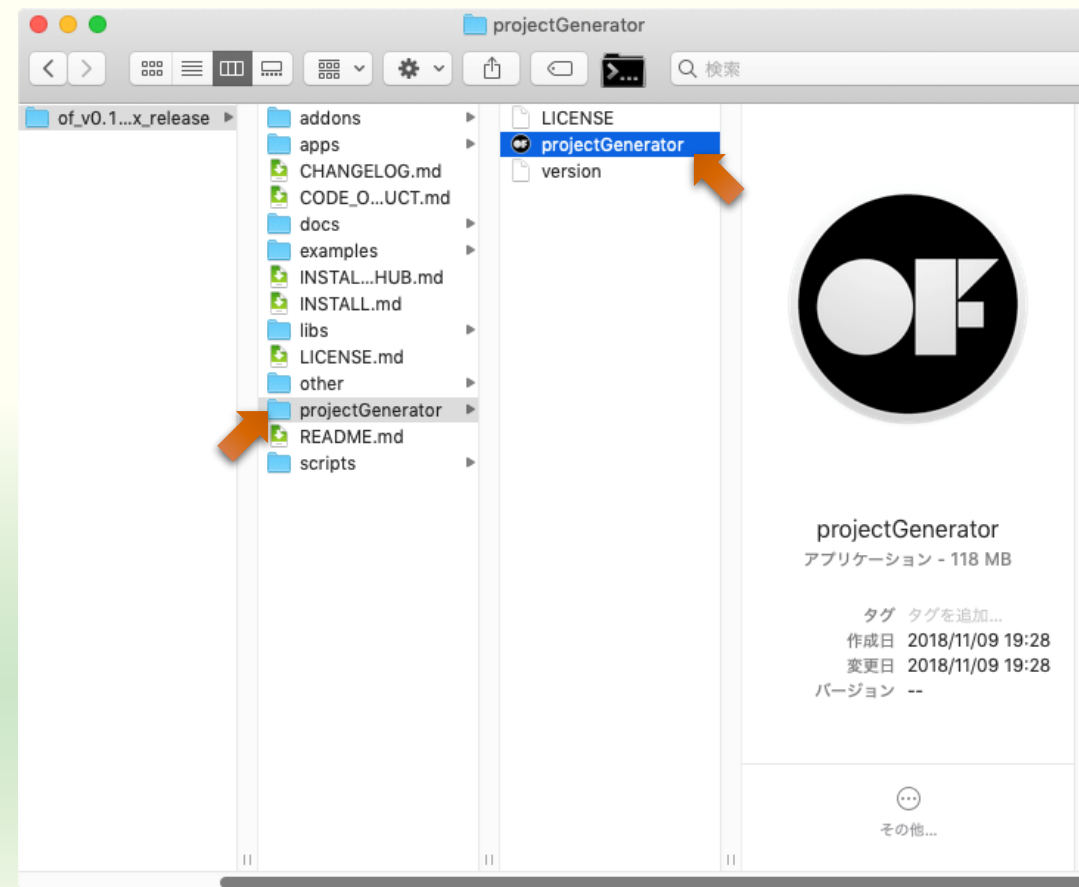 projectGenerator
検索
of_v0.1...x_release
addons
apps
CHANGELOG.md
CODE_O...UCT.md
docs
examples
INSTAL...HUB.md
INSTALL.md
libs
LICENSE.md
other
projectGenerator
README.md
scripts
LICENSE
projectGenerator
version
OF
projectGenerator
アプリケーション - 118 MB
タグ タグを追加...
作成日 2018/11/09 19:28
変更日 2018/11/09 19:28
バージョン --
その他...